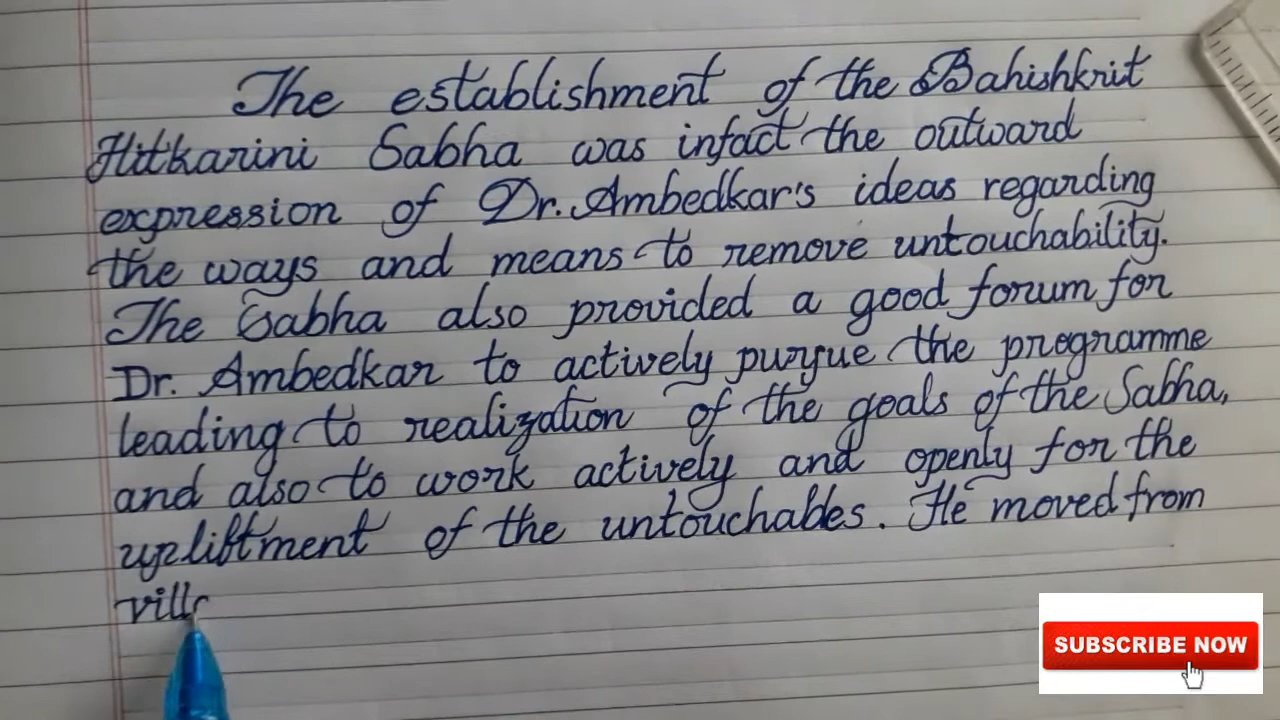 The establishment of the Bahishkrit
Hitkarini Sabha was infact the outward
expression of Dr. Ambedkar's ideas regarding
the ways and means to remove untouchability.
The Sabha also provided a good forum for
Dr. Ambedkar to actively pursue the programme
leading to realization of the goals of the Sabha,
and also to work actively and openly for the
upliftment of the untouchables. He moved from
villa
SUBSCRIBE NOW